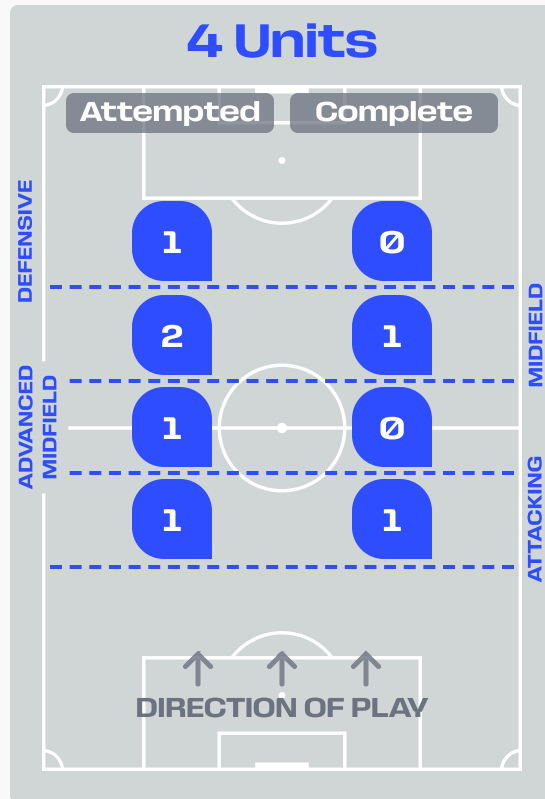 4 Units
Attempted Complete
DEFENSIVE
1 0
MIDFIELD
2 1
ADVANCED
MIDFIELD
1 0
ATTACKING
1 1
DIRECTION OF PLAY